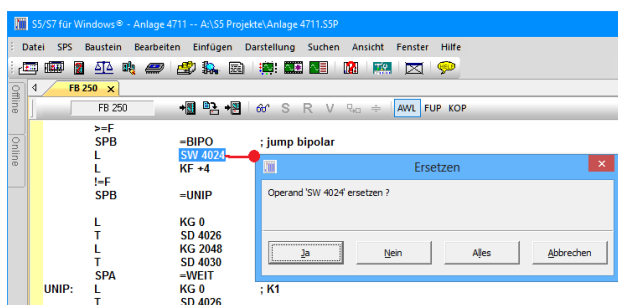 S5/S7 für Windows® - Anlage 4711 -- A:\S5 Projekte\Anlage 4711.S5P
Datei SPS Baustein Bearbeiten Einfügen Darstellung Suchen Ansicht Fenster Hilfe
FB 250 x
Offline
Online
FB 250 S R V AWL FUP KOP
>=F
SPB =BIPO ; jump bipolar
L SW 4024
L KF +4
!=F
SPB =UNIP
L KG 0
T SD 4026
L KG 2048
T SD 4030
SPA =WEIT
UNIP: L KG 0 ; K1
T SD 4026
Ersetzen
Operand 'SW 4024' ersetzen ?
Ja Nein Alles Abbrechen